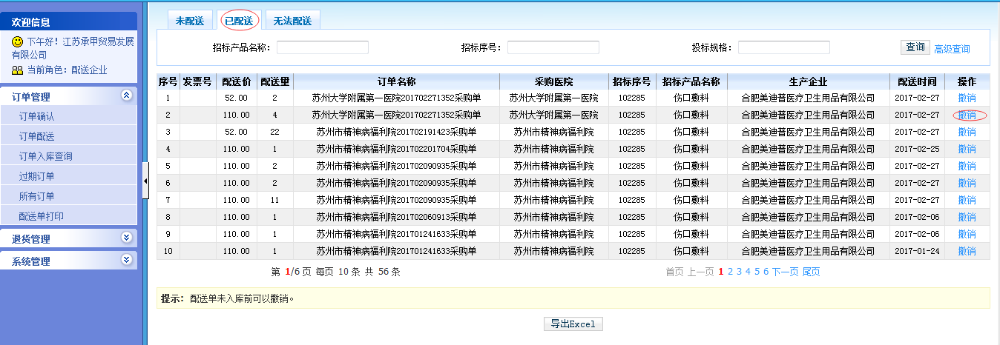 欢迎信息
下午好！江苏承甲贸易发展
有限公司
当前角色：配送企业
订单管理
订单确认
订单配送
订单入库查询
过期订单
所有订单
配送单打印
退货管理
系统管理
未配送 已配送 无法配送
招标产品名称： 招标序号： 投标规格： 查询 高级查询
序号 发票号 配送价 配送量 订单名称 采购医院 招标序号 招标产品名称 生产企业 配送时间 操作
1 52.00 2 苏州大学附属第一医院201702271352采购单 苏州大学附属第一医院 102285 伤口敷料 合肥美迪普医疗卫生用品有限公司 2017-02-27 撤销
2 110.00 4 苏州大学附属第一医院201702271352采购单 苏州大学附属第一医院 102285 伤口敷料 合肥美迪普医疗卫生用品有限公司 2017-02-27 撤销
3 52.00 22 苏州市精神病福利院201702191423采购单 苏州市精神病福利院 102285 伤口敷料 合肥美迪普医疗卫生用品有限公司 2017-02-27 撤销
4 110.00 1 苏州市精神病福利院201702201704采购单 苏州市精神病福利院 102285 伤口敷料 合肥美迪普医疗卫生用品有限公司 2017-02-25 撤销
5 110.00 2 苏州市精神病福利院201702090935采购单 苏州市精神病福利院 102285 伤口敷料 合肥美迪普医疗卫生用品有限公司 2017-02-27 撤销
6 110.00 2 苏州市精神病福利院201702090935采购单 苏州市精神病福利院 102285 伤口敷料 合肥美迪普医疗卫生用品有限公司 2017-02-27 撤销
7 110.00 11 苏州市精神病福利院201702090935采购单 苏州市精神病福利院 102285 伤口敷料 合肥美迪普医疗卫生用品有限公司 2017-02-27 撤销
8 110.00 1 苏州市精神病福利院201702060913采购单 苏州市精神病福利院 102285 伤口敷料 合肥美迪普医疗卫生用品有限公司 2017-02-06 撤销
9 110.00 1 苏州市精神病福利院201701241633采购单 苏州市精神病福利院 102285 伤口敷料 合肥美迪普医疗卫生用品有限公司 2017-02-06 撤销
10 110.00 1 苏州市精神病福利院201701241633采购单 苏州市精神病福利院 102285 伤口敷料 合肥美迪普医疗卫生用品有限公司 2017-01-24 撤销
第 1/6 页 每页 10 条 共 56 条 首页 上一页 1 2 3 4 5 6 下一页 尾页
提示： 配送单未入库前可以撤销。
导出Excel